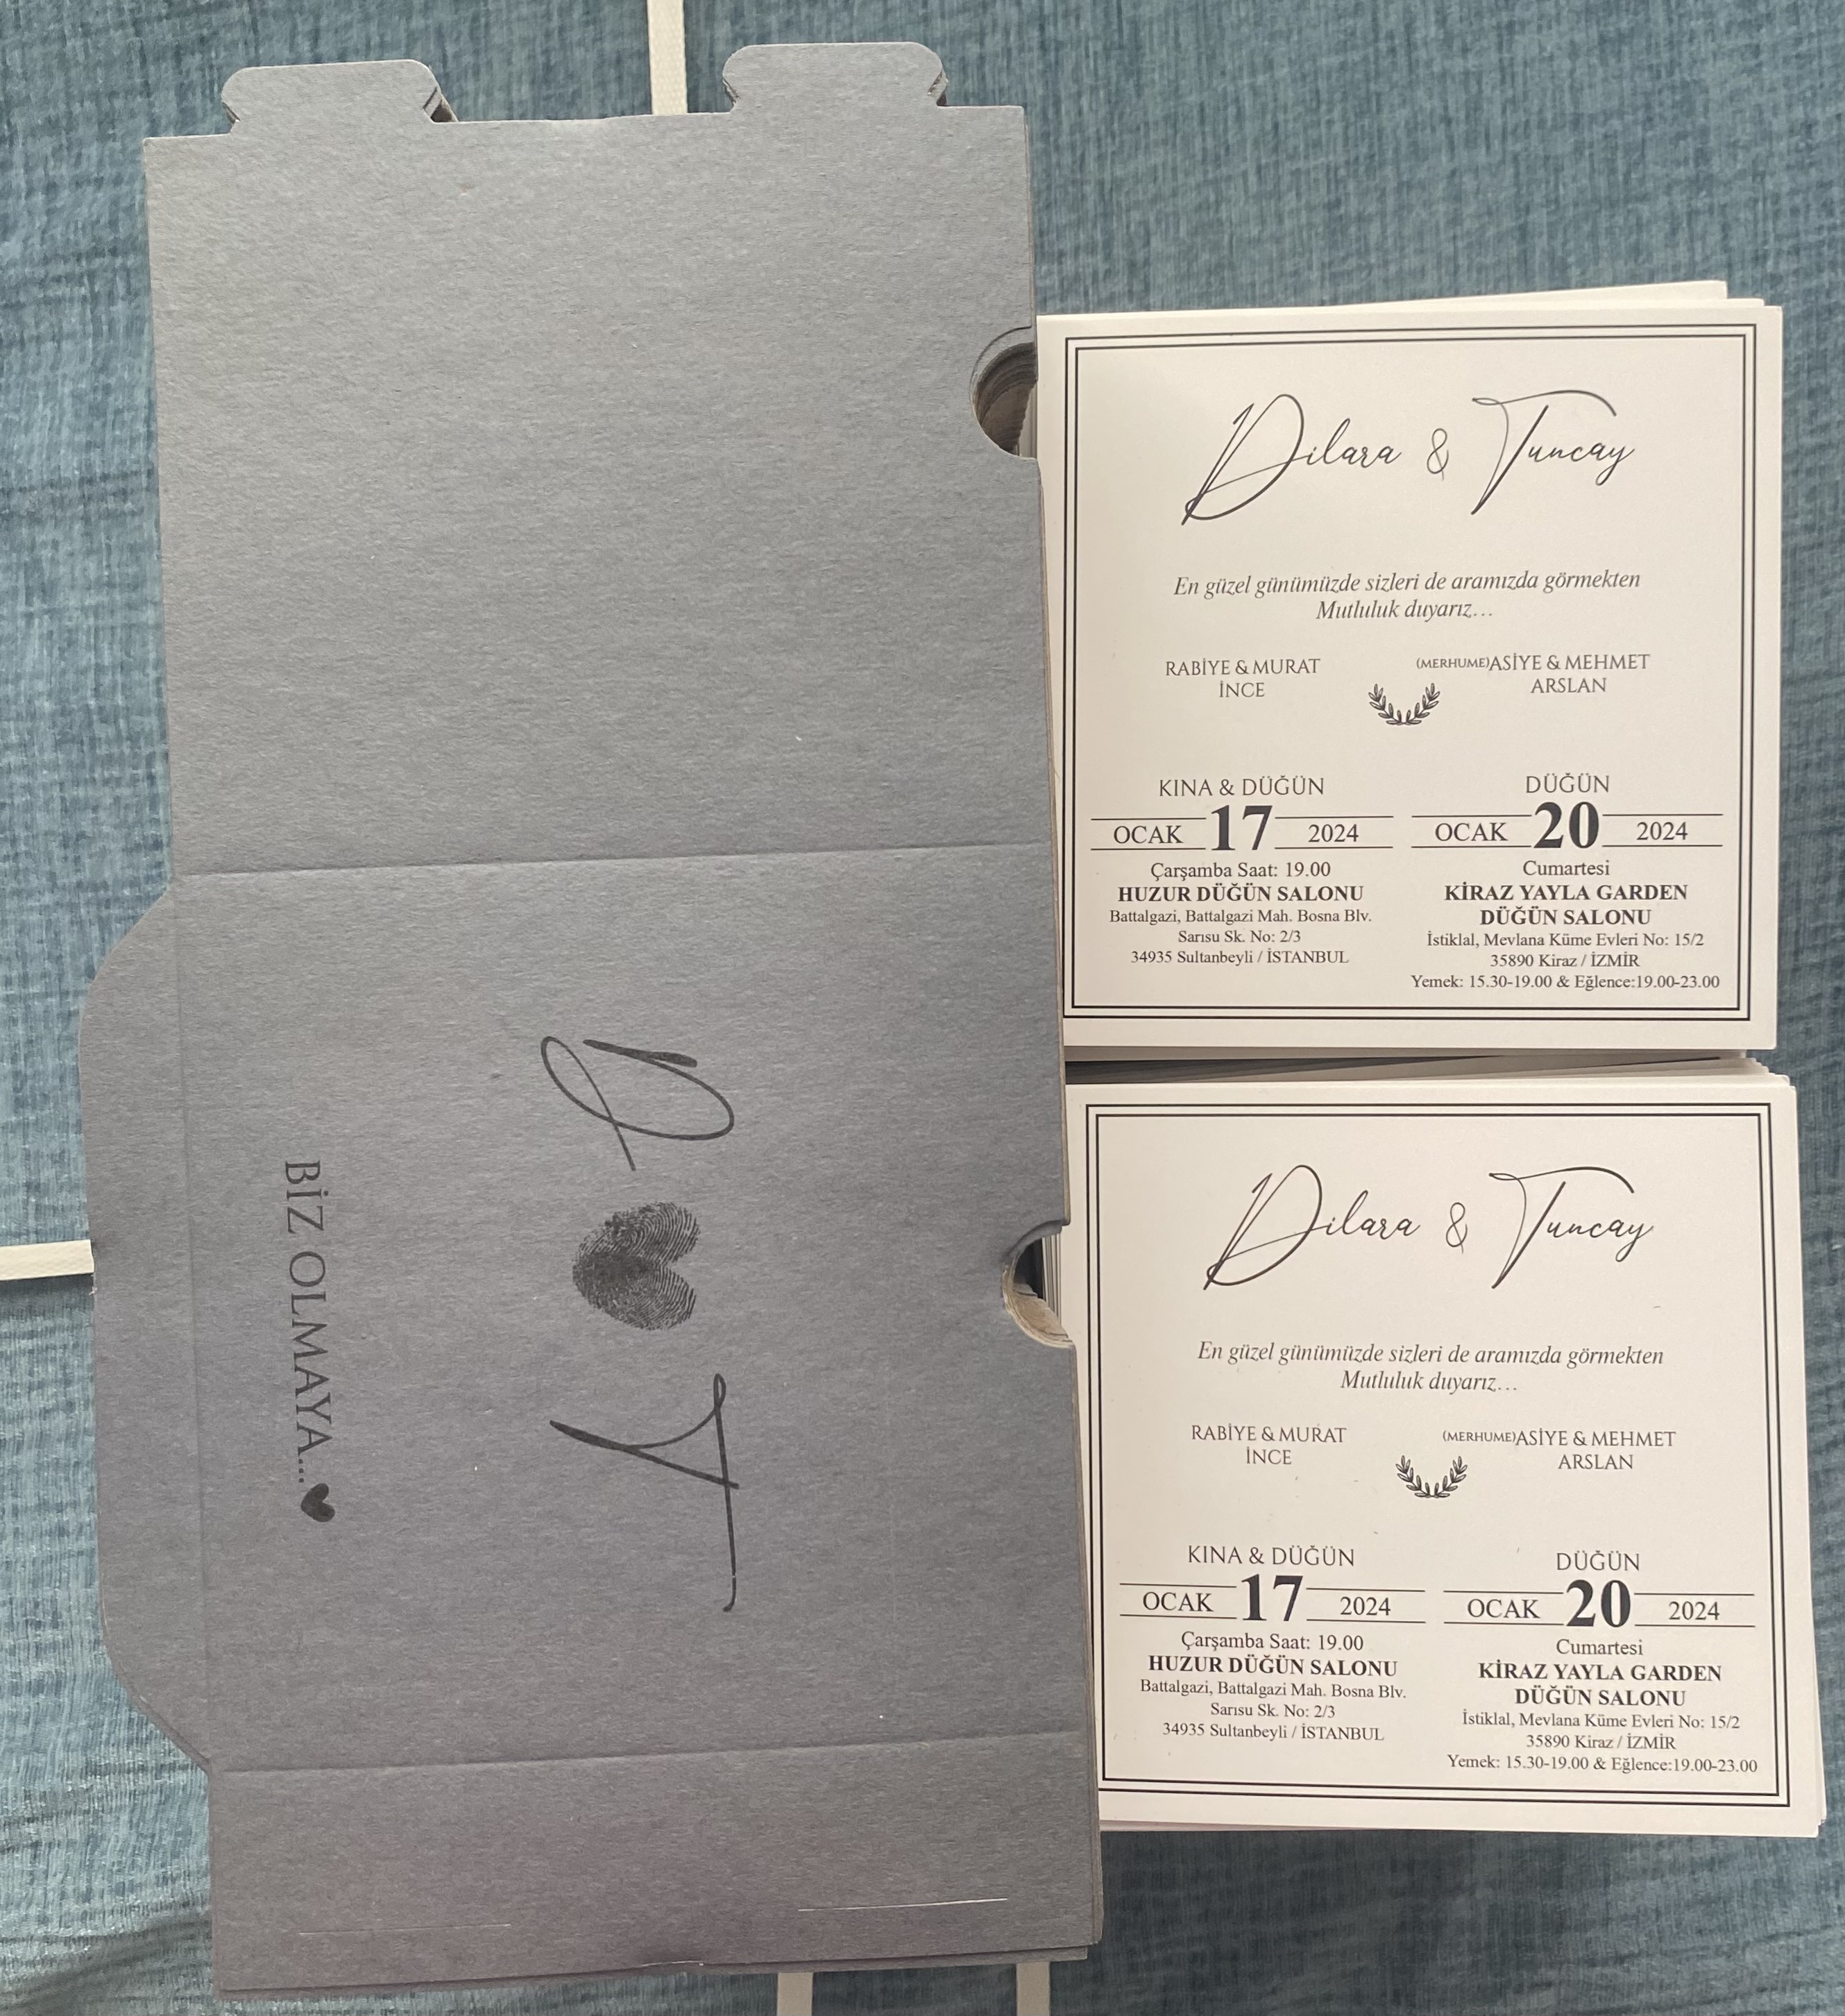 D T
BİZ OLMAYA...
Dilara & Tuncay
En güzel günümüzde sizleri de aramızda görmekten
Mutluluk duyarız...
RABİYE & MURAT
İNCE
(MERHUME)ASİYE & MEHMET
ARSLAN
KINA & DÜĞÜN
OCAK 17 2024
Çarşamba Saat: 19.00
HUZUR DÜĞÜN SALONU
Battalgazi, Battalgazi Mah. Bosna Blv.
Sarısu Sk. No: 2/3
34935 Sultanbeyli / İSTANBUL
DÜĞÜN
OCAK 20 2024
Cumartesi
KİRAZ YAYLA GARDEN
DÜĞÜN SALONU
İstiklal, Mevlana Küme Evleri No: 15/2
35890 Kiraz / İZMİR
Yemek: 15.30-19.00 & Eğlence:19.00-23.00
Dilara & Tuncay
En güzel günümüzde sizleri de aramızda görmekten
Mutluluk duyarız...
RABİYE & MURAT
İNCE
(MERHUME)ASİYE & MEHMET
ARSLAN
KINA & DÜĞÜN
OCAK 17 2024
Çarşamba Saat: 19.00
HUZUR DÜĞÜN SALONU
Battalgazi, Battalgazi Mah. Bosna Blv.
Sarısu Sk. No: 2/3
34935 Sultanbeyli / İSTANBUL
DÜĞÜN
OCAK 20 2024
Cumartesi
KİRAZ YAYLA GARDEN
DÜĞÜN SALONU
İstiklal, Mevlana Küme Evleri No: 15/2
35890 Kiraz / İZMİR
Yemek: 15.30-19.00 & Eğlence:19.00-23.00